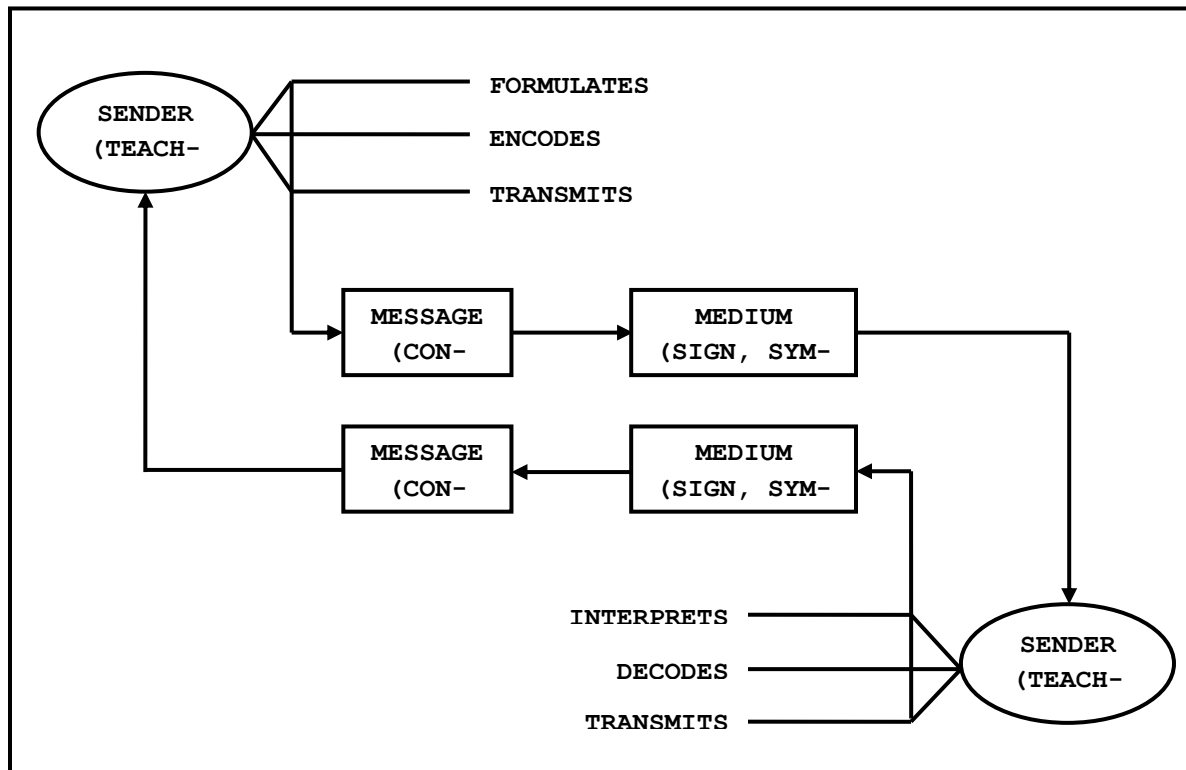 SENDER
(TEACH-
FORMULATES
ENCODES
TRANSMITS
MESSAGE
(CON-
MEDIUM
(SIGN, SYM-
MESSAGE
(CON-
MEDIUM
(SIGN, SYM-
INTERPRETS
DECODES
TRANSMITS
SENDER
(TEACH-